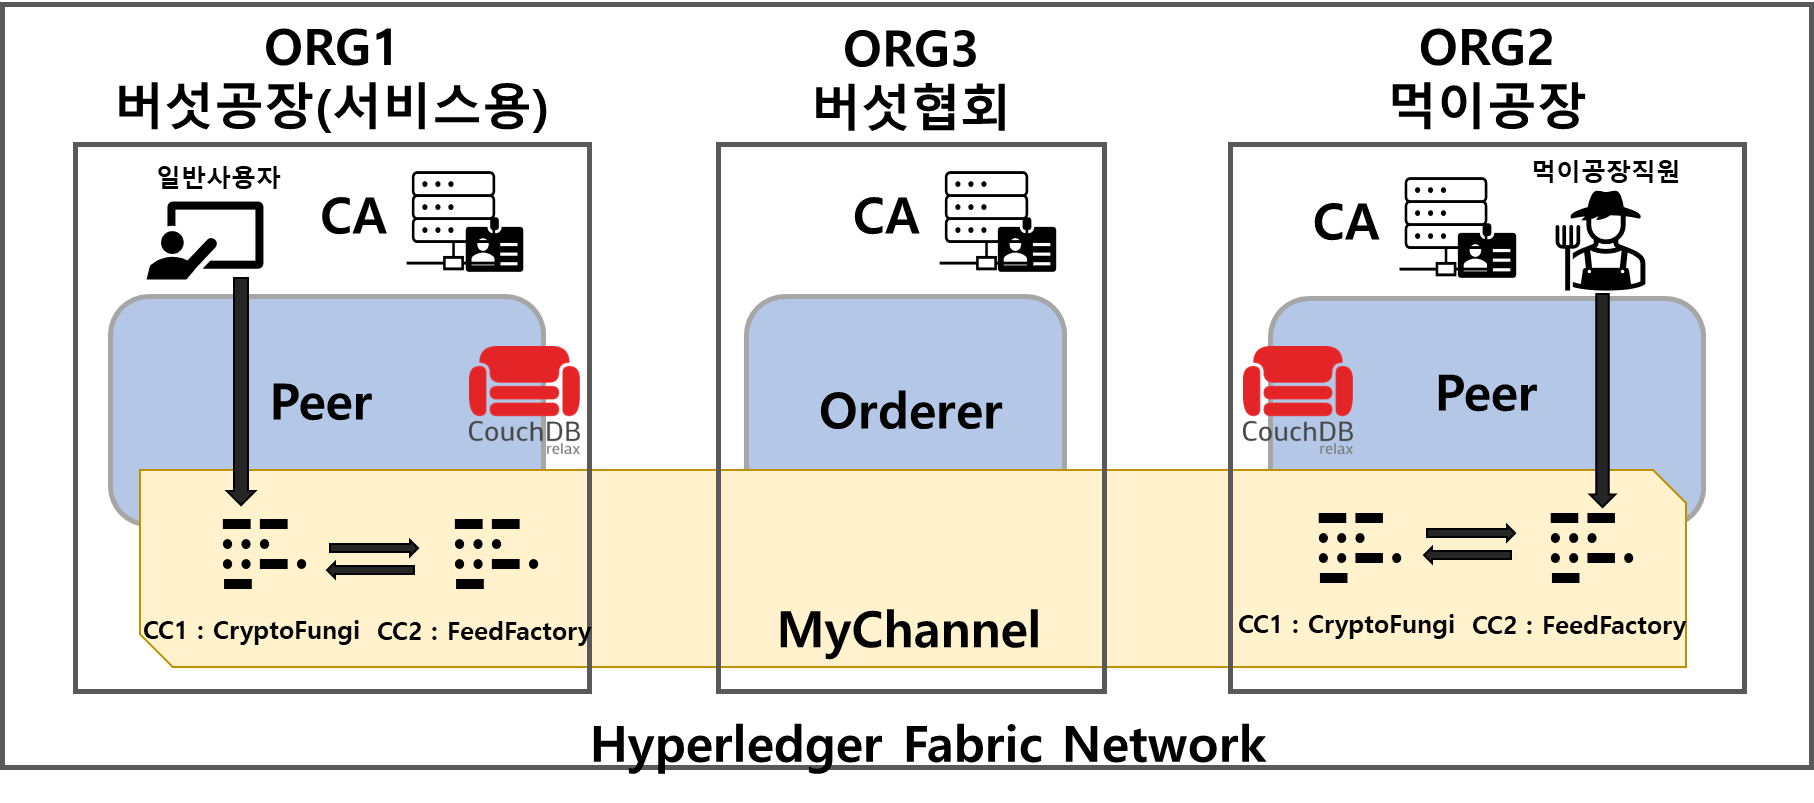 ORG1
버섯공장(서비스용)
ORG3
버섯협회
ORG2
먹이공장
일반사용자
CA
CA
CA
먹이공장직원
Peer
CouchDB
relax
Orderer
CouchDB
relax
Peer
CC1 : CryptoFungi
CC2 : FeedFactory
MyChannel
CC1 : CryptoFungi
CC2 : FeedFactory
Hyperledger Fabric Network